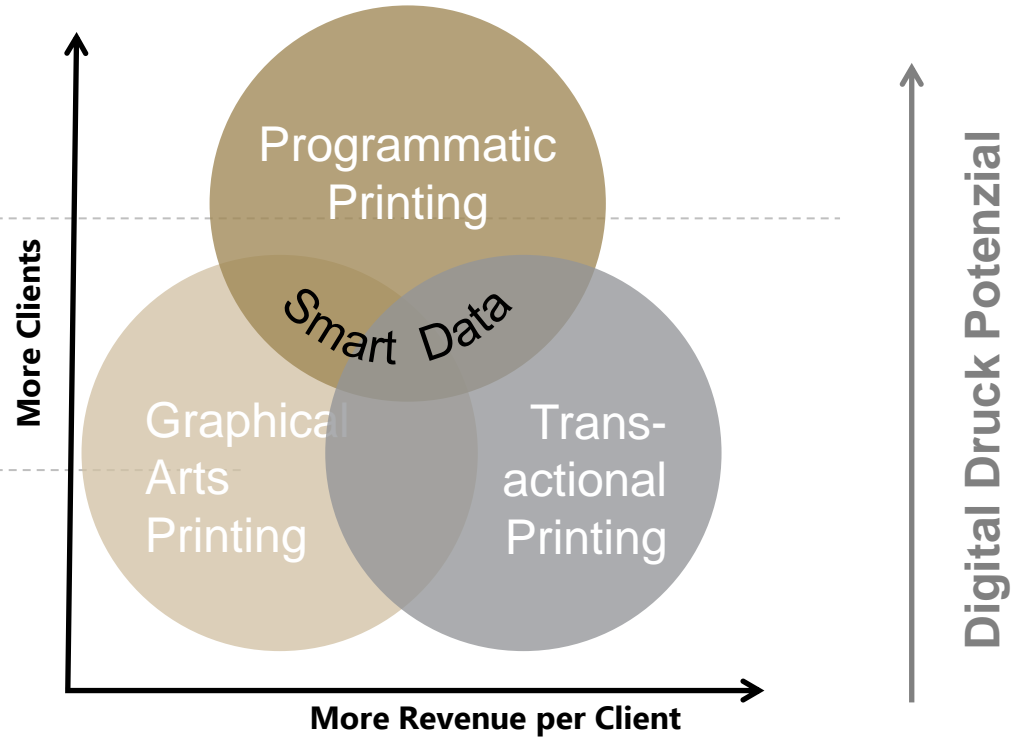 Programmatic
Printing
More Clients
Smart Data
Graphical
Arts
Printing
Trans-
actional
Printing
More Revenue per Client
Digital Druck Potenzial